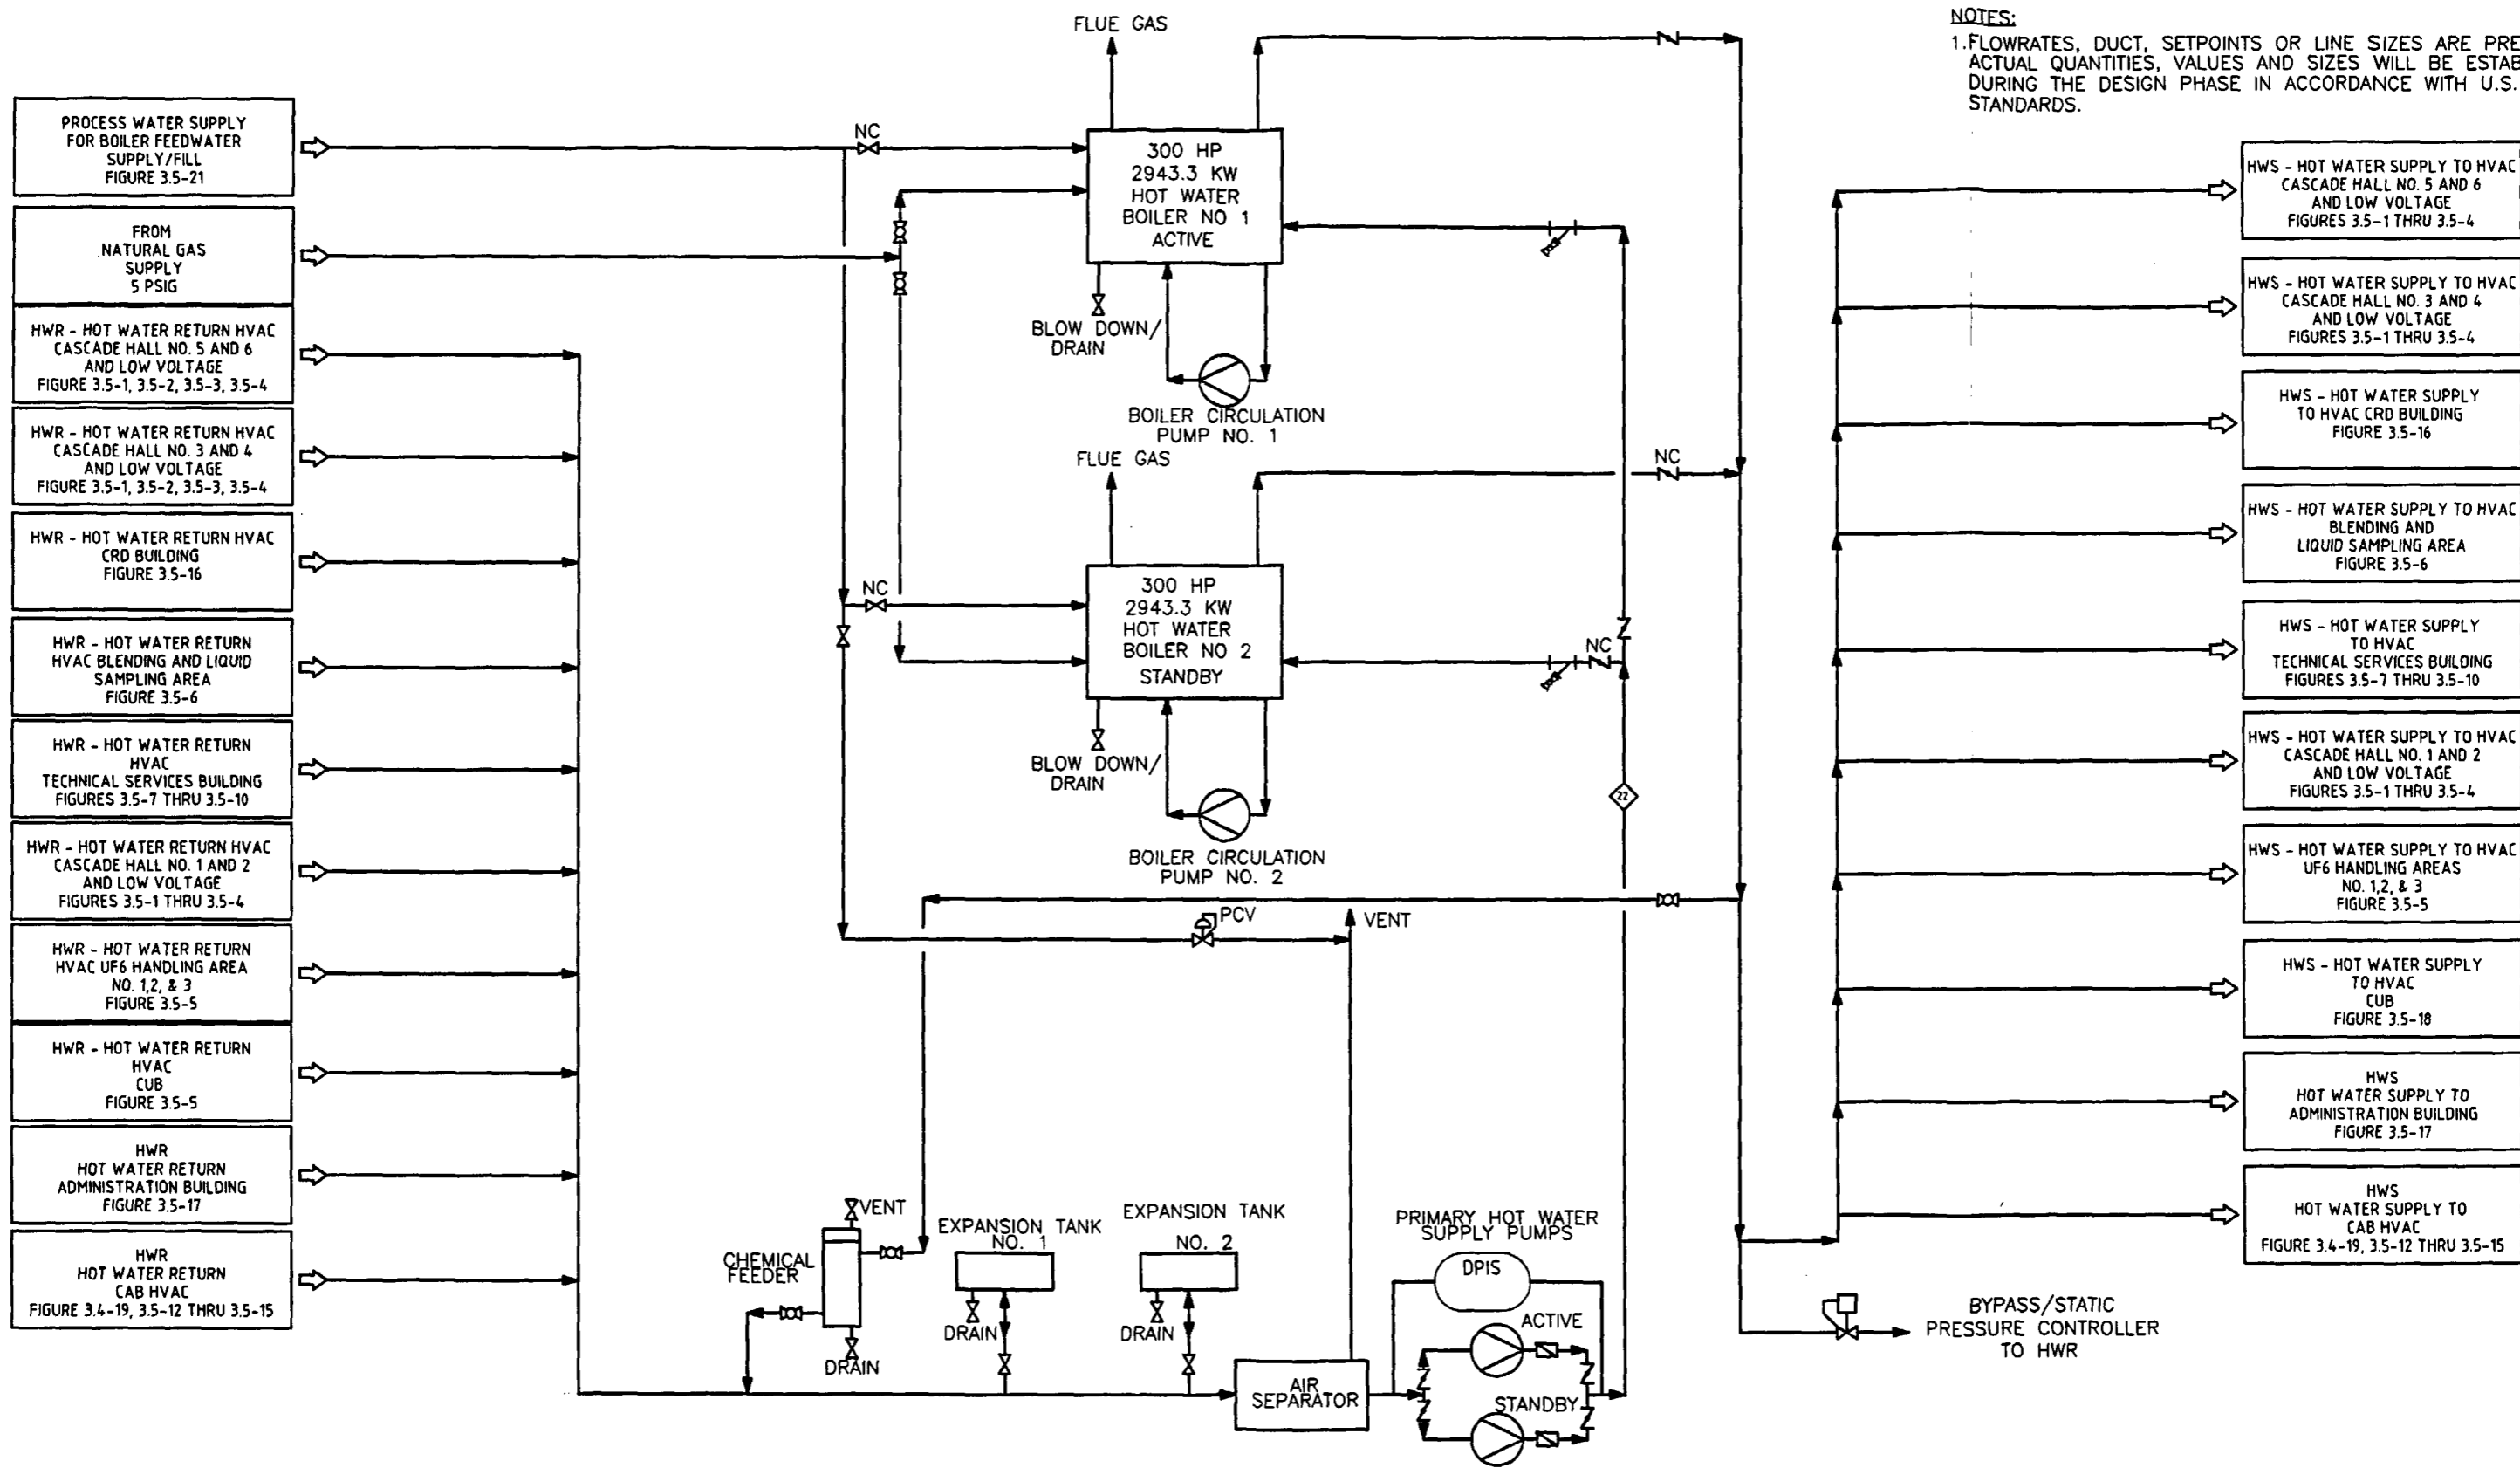 NOTES:
1.FLOWRATES, DUCT, SETPOINTS OR LINE SIZES ARE
ACTUAL QUANTITIES, VALUES AND SIZES WILL BE
DURING THE DESIGN PHASE IN ACCORDANCE WITH U.S.
STANDARDS.
PROCESS WATER SUPPLY
FOR BOILER FEEDWATER
SUPPLY/FILL
FIGURE 3.5-21
FROM
NATURAL GAS
SUPPLY
5 PSIG
HWR - HOT WATER RETURN HVAC
CASCADE HALL NO. 5 AND 6
AND LOW VOLTAGE
FIGURE 3.5-1, 3.5-2, 3.5-3, 3.5-4
HWR - HOT WATER RETURN HVAC
CASCADE HALL NO. 3 AND 4
AND LOW VOLTAGE
FIGURE 3.5-1, 3.5-2, 3.5-3, 3.5-4
HWR - HOT WATER RETURN HVAC
CRD BUILDING
FIGURE 3.5-16
HWR - HOT WATER RETURN
HVAC BLENDING AND LIQUID
SAMPLING AREA
FIGURE 3.5-6
HWR - HOT WATER RETURN
HVAC
TECHNICAL SERVICES BUILDING
FIGURES 3.5-7 THRU 3.5-10
HWR - HOT WATER RETURN HVAC
CASCADE HALL NO. 1 AND 2
AND LOW VOLTAGE
FIGURES 3.5-1 THRU 3.5-4
HWR - HOT WATER RETURN
HVAC UF6 HANDLING AREA
NO. 1,2, & 3
FIGURE 3.5-5
HWR - HOT WATER RETURN
HVAC
CUB
FIGURE 3.5-5
HWR
HOT WATER RETURN
ADMINISTRATION BUILDING
FIGURE 3.5-17
HWR
HOT WATER RETURN
CAB HVAC
FIGURE 3.4-19, 3.5-12 THRU 3.5-15
FLUE GAS
NC
300 HP
2943.3 KW
HOT WATER
BOILER NO 1
ACTIVE
BLOW DOWN/
DRAIN
BOILER CIRCULATION
PUMP NO. 1
FLUE GAS
NC
NC
300 HP
2943.3 KW
HOT WATER
BOILER NO 2
STANDBY
NC
BLOW DOWN/
DRAIN
22
BOILER CIRCULATION
PUMP NO. 2
PCV
VENT
VENT
CHEMICAL
FEEDER
DRAIN
EXPANSION TANK
NO. 1
DRAIN
EXPANSION TANK
NO. 2
DRAIN
AIR
SEPARATOR
PRIMARY HOT WATER
SUPPLY PUMPS
DPIS
ACTIVE
STANDBY
BYPASS/STATIC
PRESSURE CONTROLLER
TO HWR
HWS - HOT WATER SUPPLY TO HVAC
CASCADE HALL NO. 5 AND 6
AND LOW VOLTAGE
FIGURES 3.5-1 THRU 3.5-4
HWS - HOT WATER SUPPLY TO HVAC
CASCADE HALL NO. 3 AND 4
AND LOW VOLTAGE
FIGURES 3.5-1 THRU 3.5-4
HWS - HOT WATER SUPPLY
TO HVAC CRD BUILDING
FIGURE 3.5-16
HWS - HOT WATER SUPPLY TO HVAC
BLENDING AND
LIQUID SAMPLING AREA
FIGURE 3.5-6
HWS - HOT WATER SUPPLY
TO HVAC
TECHNICAL SERVICES BUILDING
FIGURES 3.5-7 THRU 3.5-10
HWS - HOT WATER SUPPLY TO HVAC
CASCADE HALL NO. 1 AND 2
AND LOW VOLTAGE
FIGURES 3.5-1 THRU 3.5-4
HWS - HOT WATER SUPPLY TO HVAC
UF6 HANDLING AREAS
NO. 1,2, & 3
FIGURE 3.5-5
HWS - HOT WATER SUPPLY
TO HVAC
CUB
FIGURE 3.5-18
HWS
HOT WATER SUPPLY TO
ADMINISTRATION BUILDING
FIGURE 3.5-17
HWS
HOT WATER SUPPLY TO
CAB HVAC
FIGURE 3.4-19, 3.5-12 THRU 3.5-15